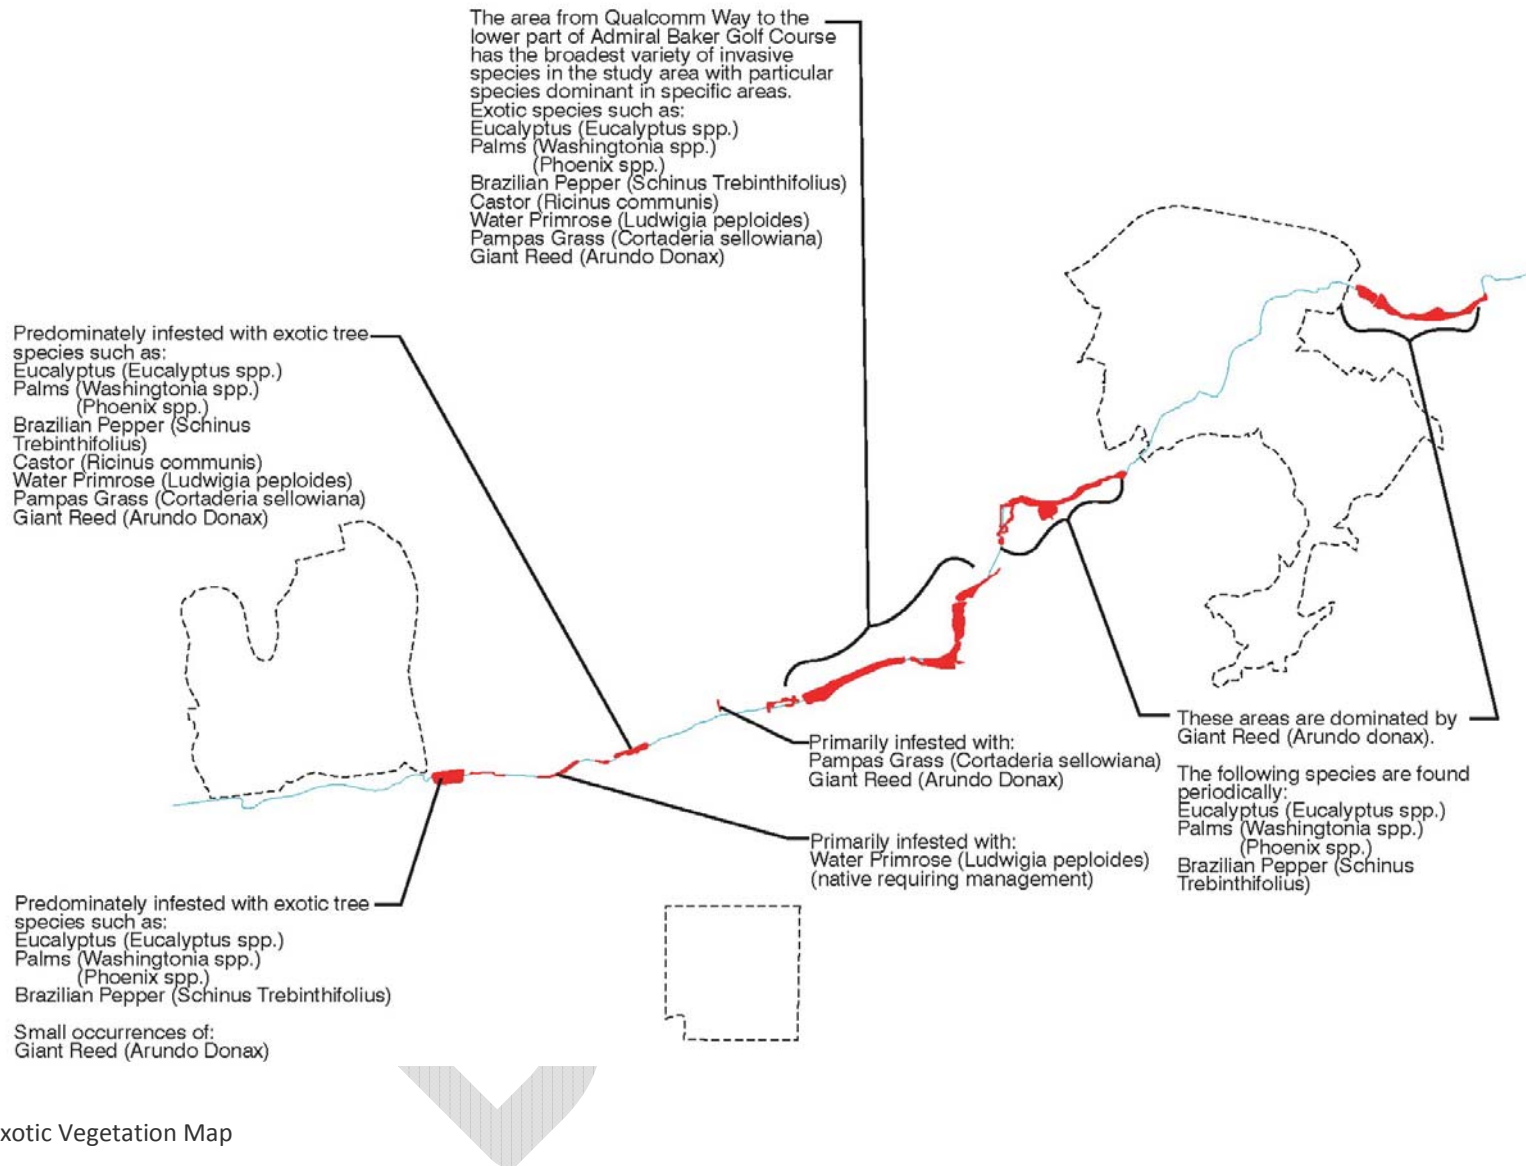 The area from Qualcomm Way to the
lower part of Admiral Baker Golf Course
has the broadest variety of invasive
species in the study area with particular
species dominant in specific areas.
Exotic species such as:
Eucalyptus (Eucalyptus spp.)
Palms (Washingtonia spp.)
(Phoenix spp.)
Brazilian Pepper (Schinus Trebinthifolius)
Castor (Ricinus communis)
Water Primrose (Ludwigia peploides)
Pampas Grass (Cortaderia sellowiana)
Giant Reed (Arundo Donax)
Predominately infested with exotic tree
species such as:
Eucalyptus (Eucalyptus spp.)
Palms (Washingtonia spp.)
(Phoenix spp.)
Brazilian Pepper (Schinus
Trebinthifolius)
Castor (Ricinus communis)
Water Primrose (Ludwigia peploides)
Pampas Grass (Cortaderia sellowiana)
Giant Reed (Arundo Donax)
Primarily infested with:
Pampas Grass (Cortaderia sellowiana)
Giant Reed (Arundo Donax)
These areas are dominated by
Giant Reed (Arundo donax).
The following species are found
periodically:
Eucalyptus (Eucalyptus spp.)
Palms (Washingtonia spp.)
(Phoenix spp.)
Brazilian Pepper (Schinus
Trebinthifolius)
Primarily infested with:
Water Primrose (Ludwigia peploides)
(native requiring management)
Predominately infested with exotic tree
species such as:
Eucalyptus (Eucalyptus spp.)
Palms (Washingtonia spp.)
(Phoenix spp.)
Brazilian Pepper (Schinus Trebinthifolius)
Small occurrences of:
Giant Reed (Arundo Donax)
xotic Vegetation Map